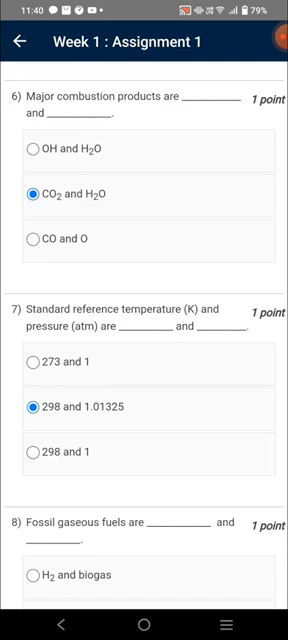 11:40 79%
Week 1 : Assignment 1
6) Major combustion products are ___________ 1 point
and ____________.
OH and H₂O
CO₂ and H₂O
CO and O
7) Standard reference temperature (K) and 1 point
pressure (atm) are __________ and _________.
273 and 1
298 and 1.01325
298 and 1
8) Fossil gaseous fuels are ____________ and 1 point
__________.
H₂ and biogas